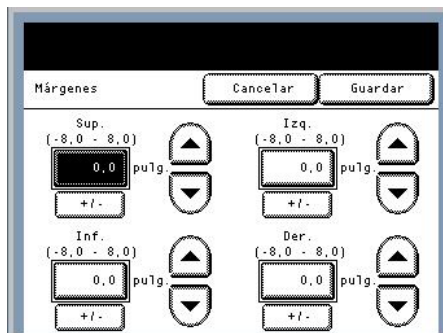 Márgenes Cancelar Guardar
Sup. Izq.
(-8,0 - 8,0) (-8,0 - 8,0)
0,0 pulg. 0,0 pulg.
+/- +/-
Inf. Der.
(-8,0 - 8,0) (-8,0 - 8,0)
0,0 pulg. 0,0 pulg.
+/- +/-